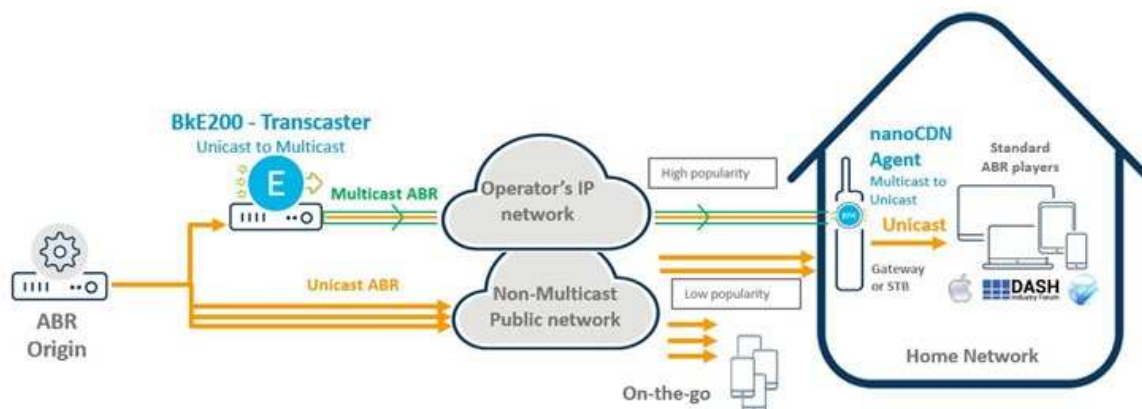 BkE200 - Transcaster
Unicast to Multicast
E
Multicast ABR
Operator's IP
network
High popularity
nanoCDN
Agent
Multicast to
Unicast
Standard
ABR players
Unicast
Gateway
or STB
DASH
Industry Forum
Unicast ABR
Non-Multicast
Public network
Low popularity
ABR
Origin
On-the-go
Home Network